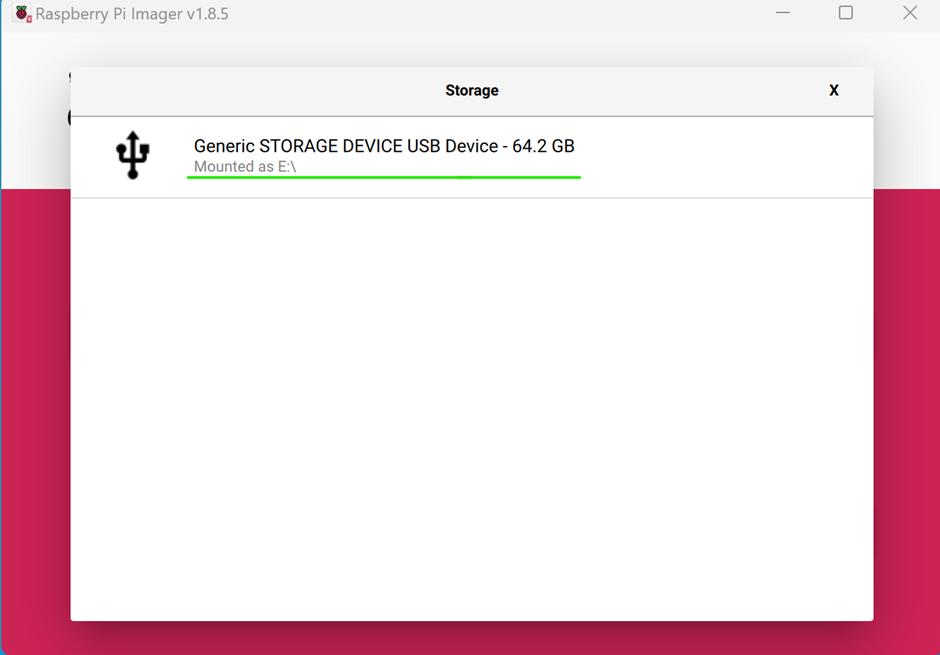 Raspberry Pi Imager v1.8.5
Storage
X
Generic STORAGE DEVICE USB Device - 64.2 GB
Mounted as E:\